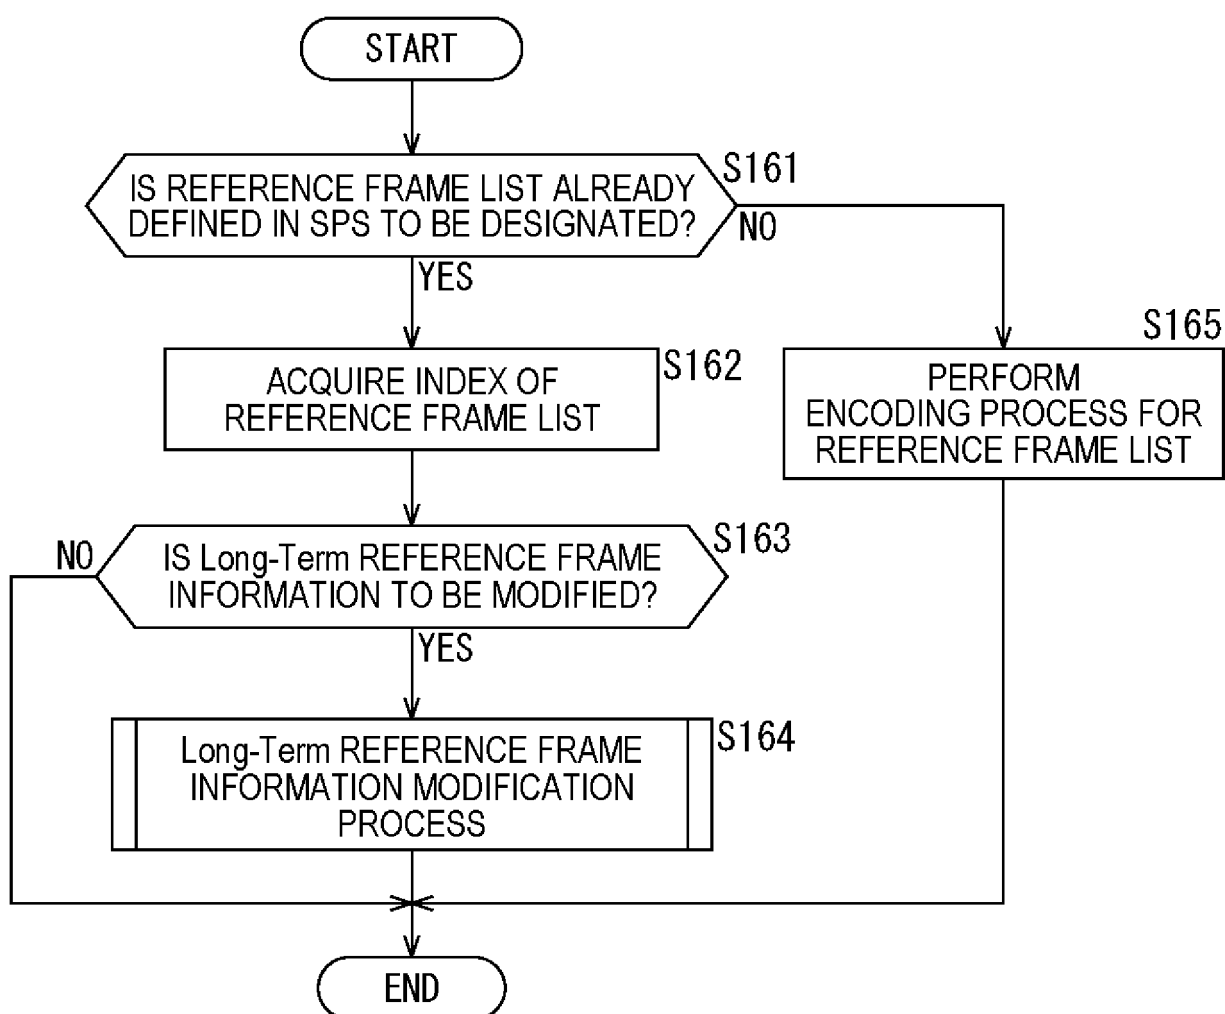 START
IS REFERENCE FRAME LIST ALREADY
DEFINED IN SPS TO BE DESIGNATED?
S161
NO
YES
ACQUIRE INDEX OF
REFERENCE FRAME LIST
S162
S165
PERFORM
ENCODING PROCESS FOR
REFERENCE FRAME LIST
NO
IS Long-Term REFERENCE FRAME
INFORMATION TO BE MODIFIED?
S163
YES
Long-Term REFERENCE FRAME
INFORMATION MODIFICATION
PROCESS
S164
END